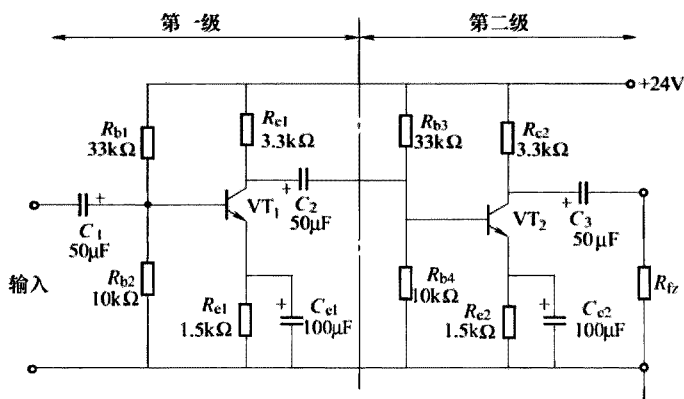 第一级
第二级
+24V
Rb1
33kΩ
Rc1
3.3kΩ
Rb3
33kΩ
Rc2
3.3kΩ
+
C1
50μF
VT1
+
C2
50μF
VT2
+
C3
50μF
输入
Rb2
10kΩ
Re1
1.5kΩ
+
Ce1
100μF
Rb4
10kΩ
Re2
1.5kΩ
+
Ce2
100μF
Rfz